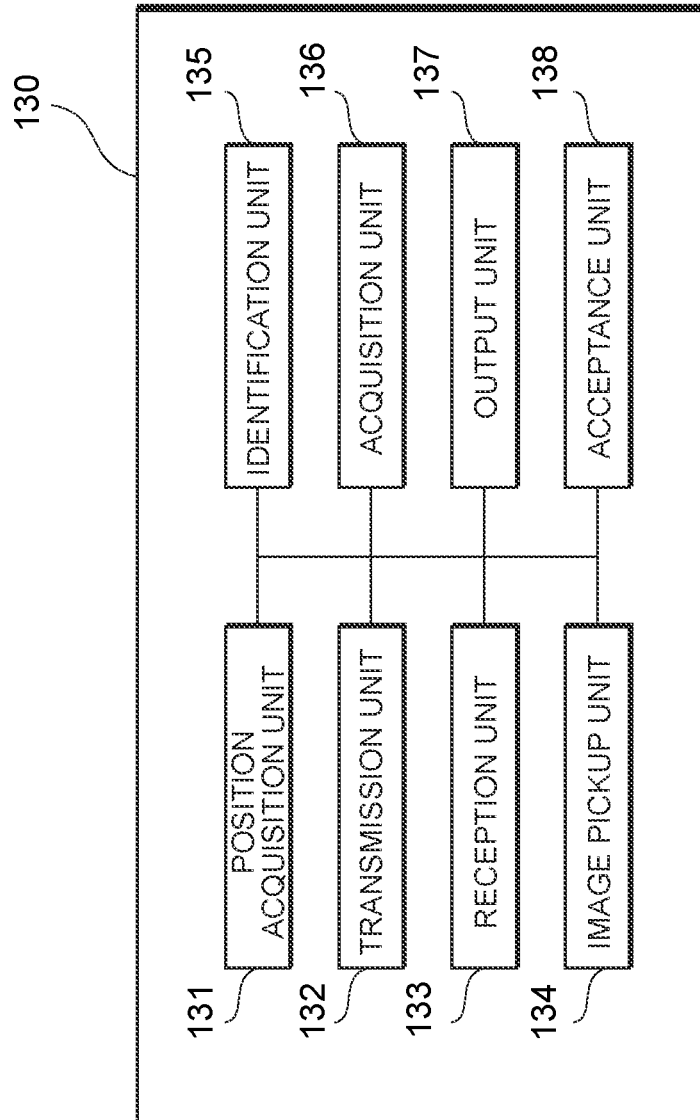 130
131
POSITION
ACQUISITION UNIT
132
TRANSMISSION UNIT
133
RECEPTION UNIT
134
IMAGE PICKUP UNIT
135
IDENTIFICATION UNIT
136
ACQUISITION UNIT
137
OUTPUT UNIT
138
ACCEPTANCE UNIT